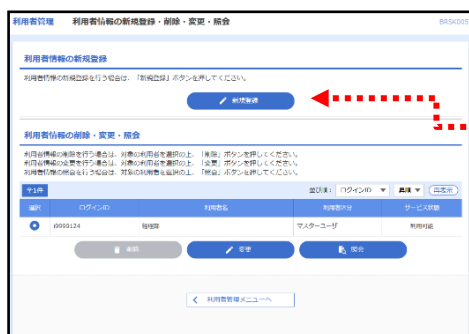 利用者管理 利用者情報の新規登録・削除・変更・照会 BRSK005
利用者情報の新規登録
利用者情報の新規登録を行う場合は、「新規登録」ボタンを押してください。
新規登録
利用者情報の削除・変更・照会
利用者情報の削除を行う場合は、対象の利用者を選択の上、「削除」ボタンを押してください。
利用者情報の変更を行う場合は、対象の利用者を選択の上、「変更」ボタンを押してください。
利用者情報の照会を行う場合は、対象の利用者を選択の上、「照会」ボタンを押してください。
全1件 並び順: ログインID 昇順 再表示
選択 ログインID 利用者名 利用者区分 サービス状態
経理部 マスターユーザ 利用可能
削除 変更 照会
利用者管理メニューへ